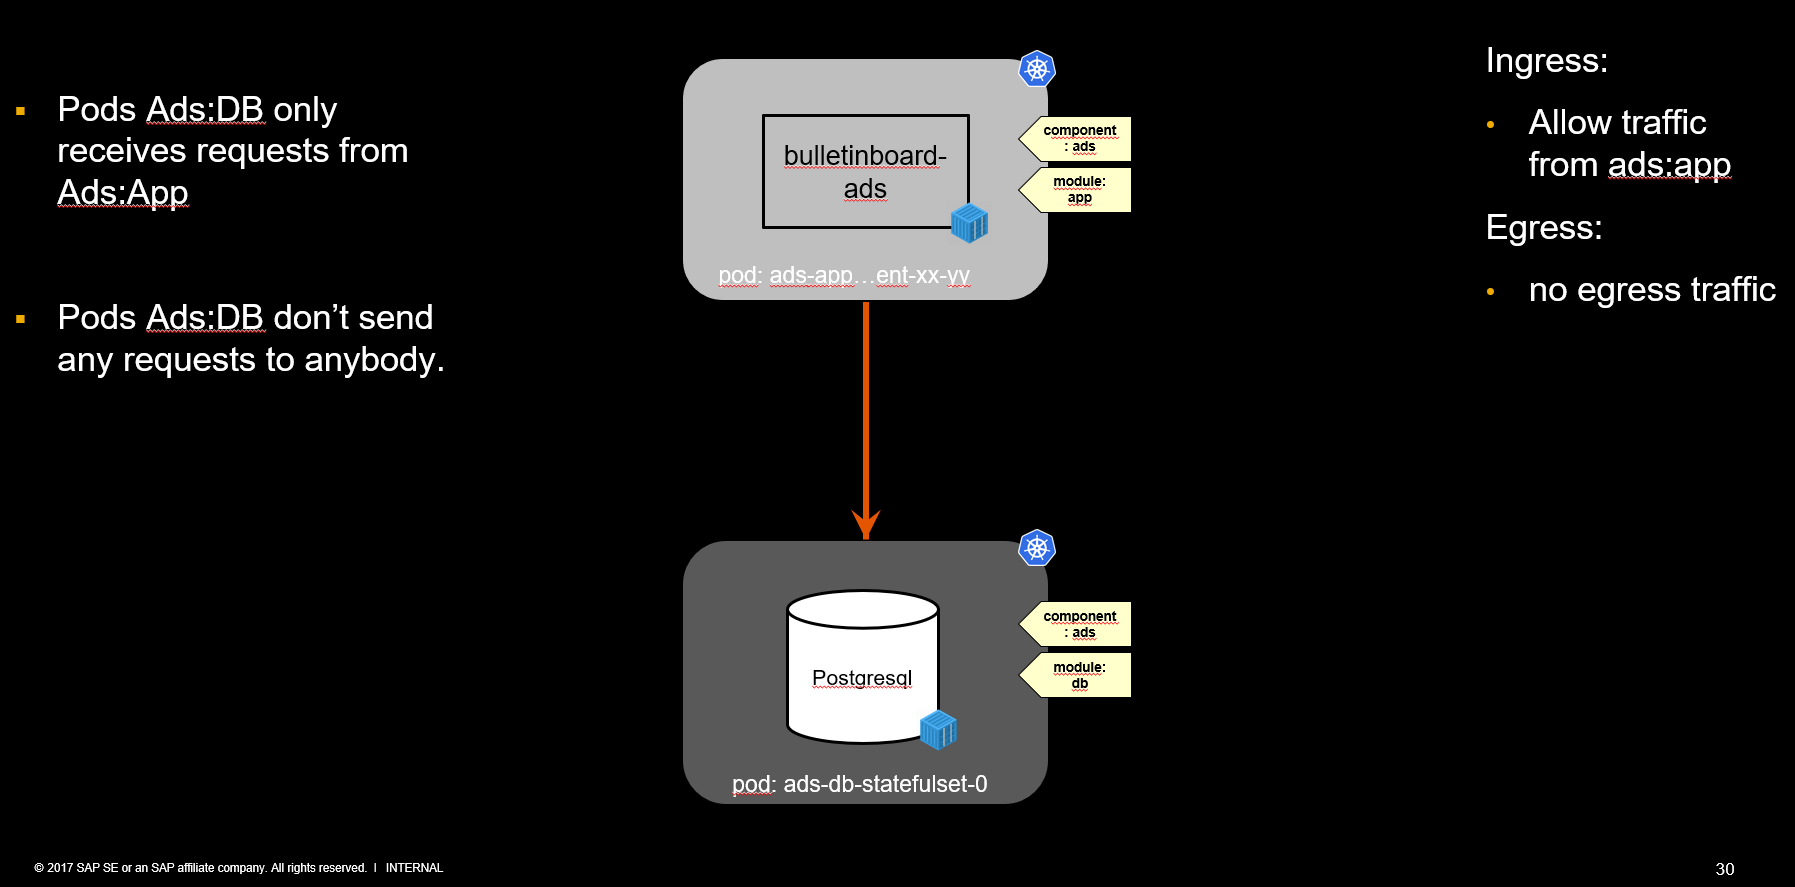 Pods Ads:DB only
receives requests from
Ads:App
Pods Ads:DB don’t send
any requests to anybody.
bulletinboard-
ads
pod: ads-app…ent-xx-yy
component
: ads
module:
app
Postgresql
pod: ads-db-statefulset-0
component
: ads
module:
db
Ingress:
Allow traffic
from ads:app
Egress:
no egress traffic
© 2017 SAP SE or an SAP affiliate company. All rights reserved. | INTERNAL
30